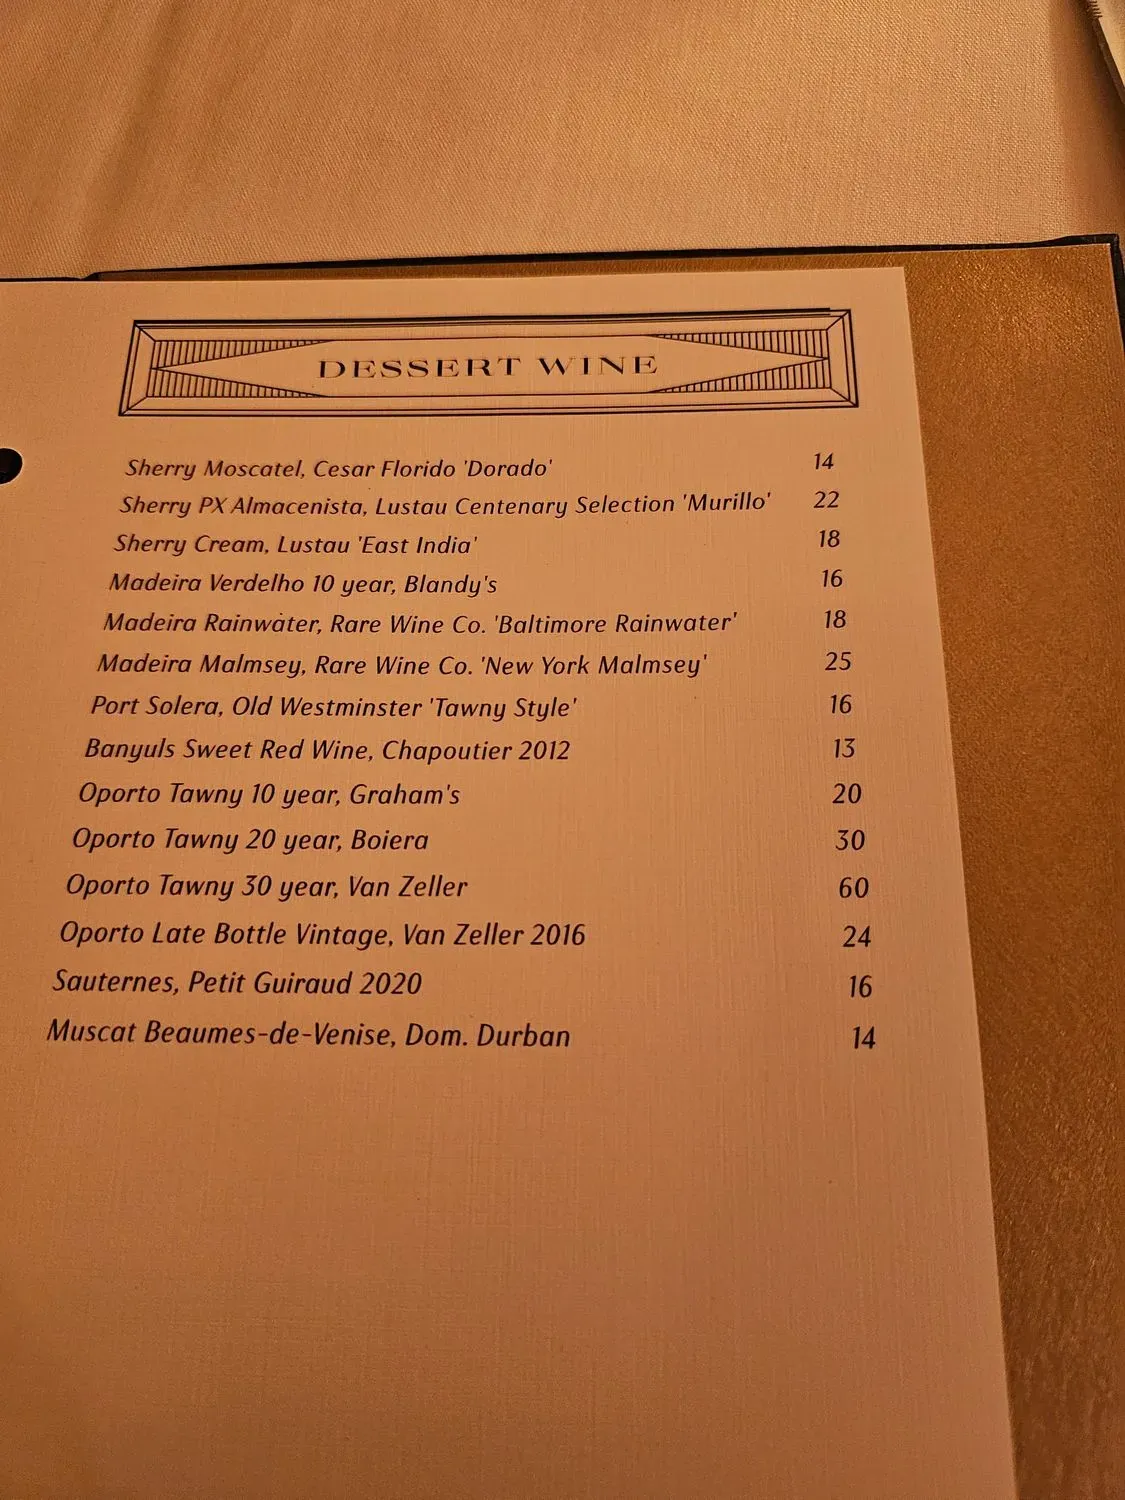 DESSERT WINE
Sherry Moscatel, Cesar Florido 'Dorado' 14
Sherry PX Almacenista, Lustau Centenary Selection 'Murillo' 22
Sherry Cream, Lustau 'East India' 18
Madeira Verdelho 10 year, Blandy's 16
Madeira Rainwater, Rare Wine Co. 'Baltimore Rainwater' 18
Madeira Malmsey, Rare Wine Co. 'New York Malmsey' 25
Port Solera, Old Westminster 'Tawny Style' 16
Banyuls Sweet Red Wine, Chapoutier 2012 13
Oporto Tawny 10 year, Graham's 20
Oporto Tawny 20 year, Boiera 30
Oporto Tawny 30 year, Van Zeller 60
Oporto Late Bottle Vintage, Van Zeller 2016 24
Sauternes, Petit Guiraud 2020 16
Muscat Beaumes-de-Venise, Dom. Durban 14